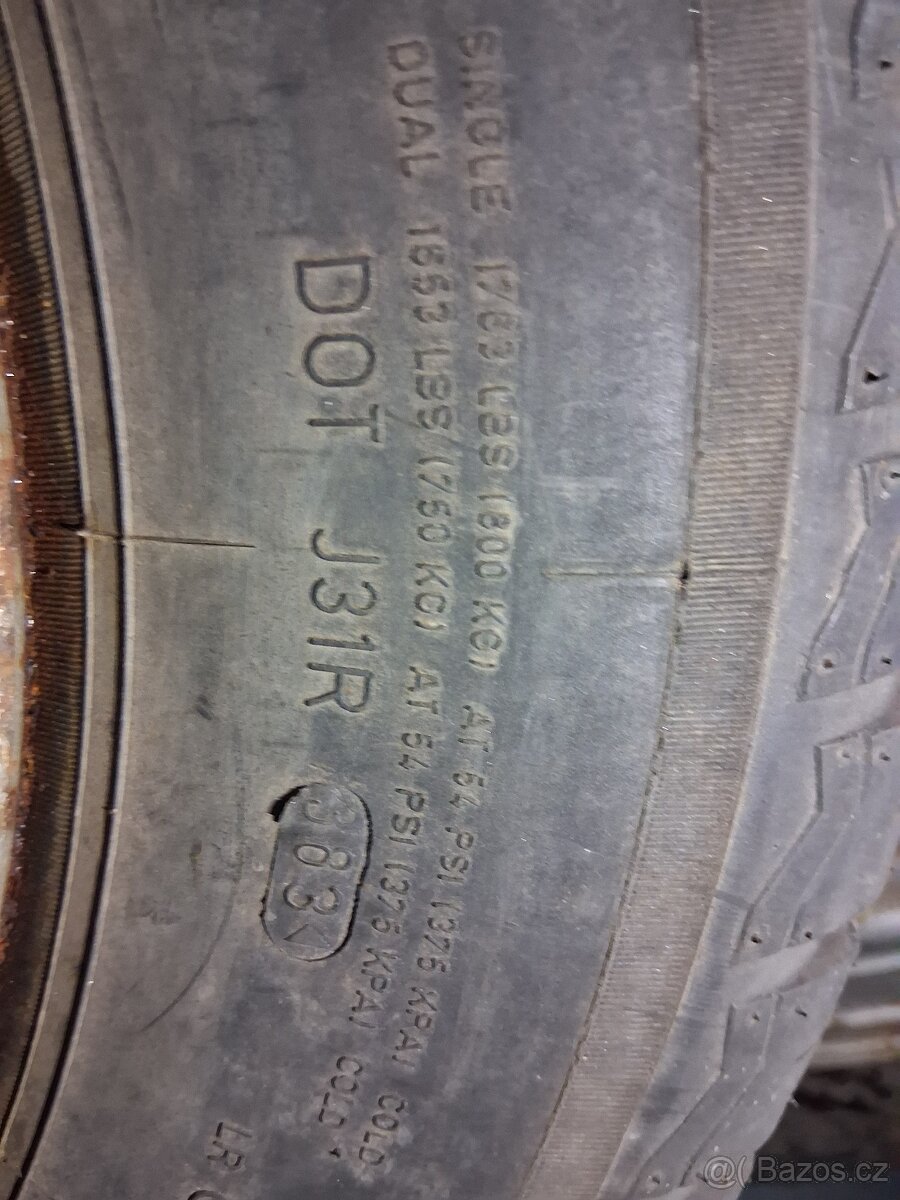 SINGLE 1763 LBS (800 KG) AT 54 PSI (375 KPA) COLD
DUAL 1653 LBS (750 KG) AT 54 PSI (375 KPA) COLD
DOT J31R
383
LR
@( Bazos.cz